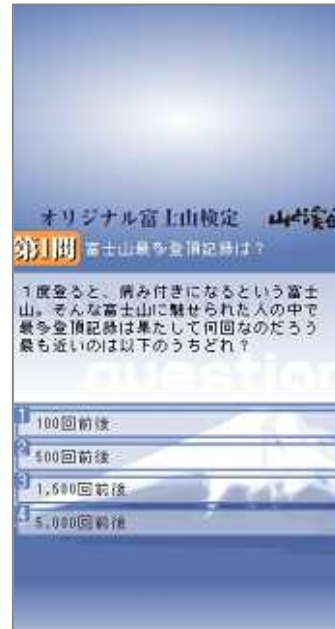 オリジナル富士山検定 山と溪谷
第1問 富士山最多登頂記録は？
1度登ると、病み付きになるという富士
山。そんな富士山に魅せられた人の中で
最多登頂記録は果たして何回なのだろう
最も近いのは以下のうちどれ？
question
1 100回前後
2 500回前後
3 1,500回前後
4 5,000回前後